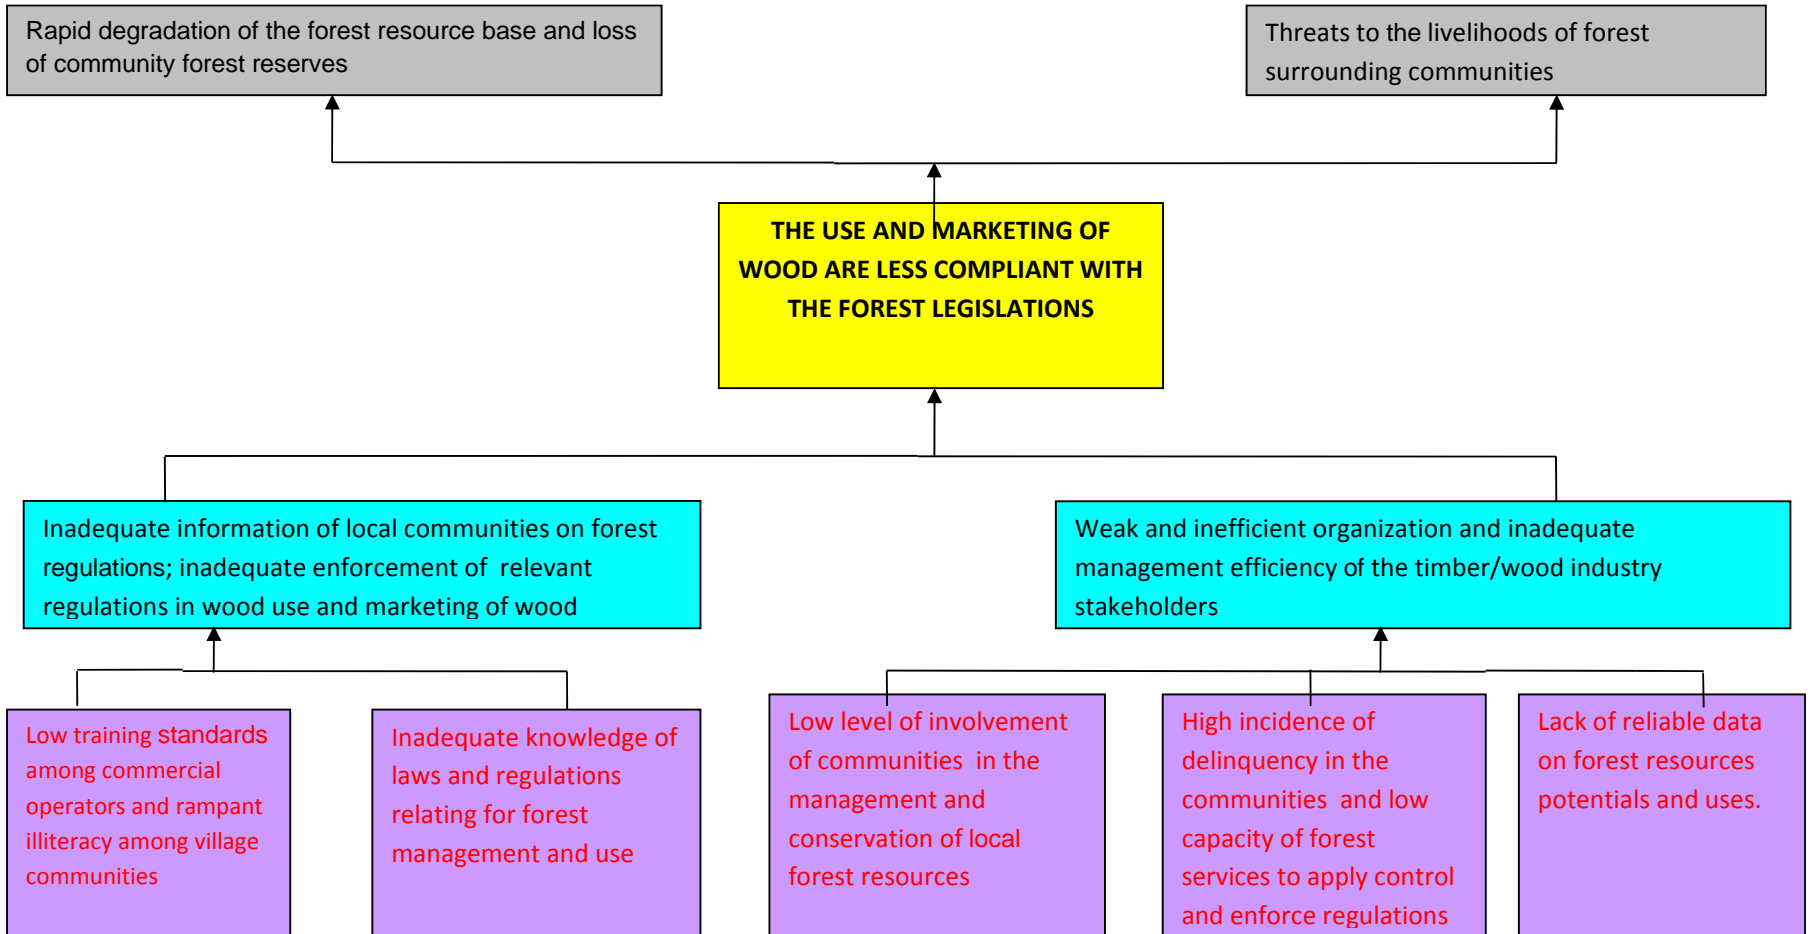 Rapid degradation of the forest resource base and loss
of community forest reserves
Threats to the livelihoods of forest
surrounding communities
THE USE AND MARKETING OF
WOOD ARE LESS COMPLIANT WITH
THE FOREST LEGISLATIONS
Inadequate information of local communities on forest
regulations; inadequate enforcement of relevant
regulations in wood use and marketing of wood
Weak and inefficient organization and inadequate
management efficiency of the timber/wood industry
stakeholders
Low training standards
among commercial
operators and rampant
illiteracy among village
communities
Inadequate knowledge of
laws and regulations
relating for forest
management and use
Low level of involvement
of communities in the
management and
conservation of local
forest resources
High incidence of
delinquency in the
communities and low
capacity of forest
services to apply control
and enforce regulations
Lack of reliable data
on forest resources
potentials and uses.